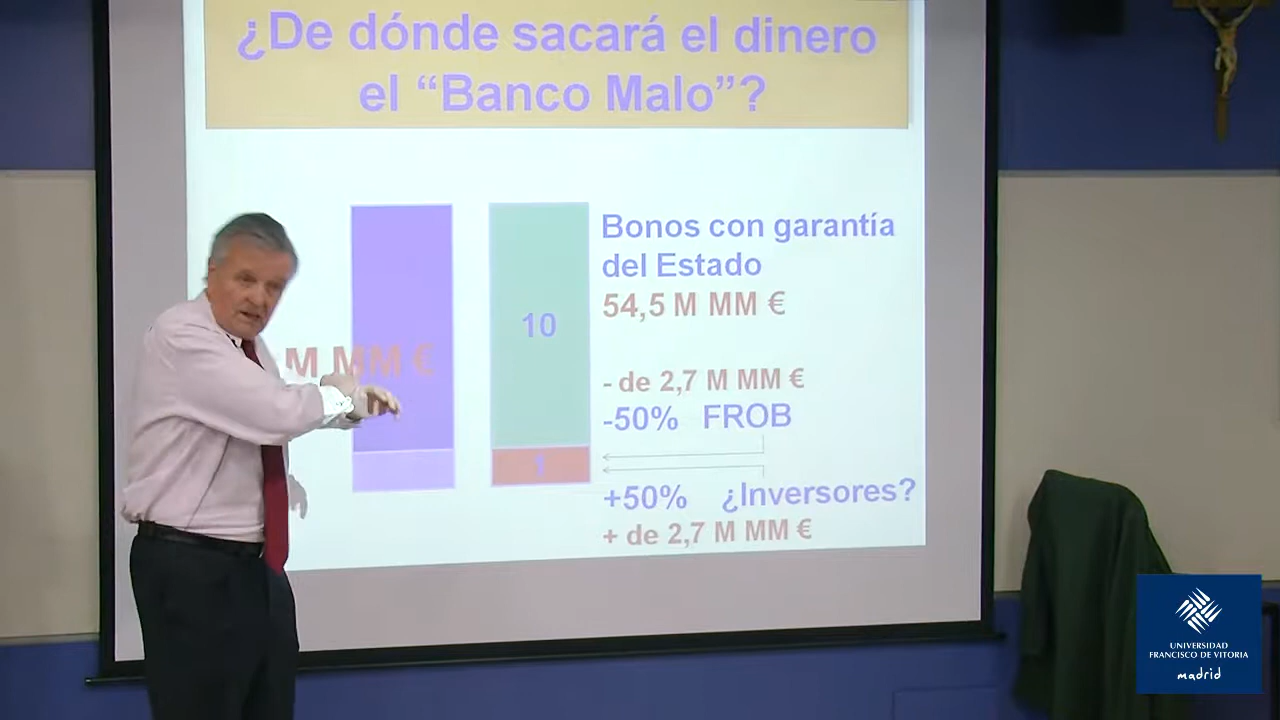 ¿De dónde sacará el dinero
el “Banco Malo”?
Bonos con garantía
del Estado
54,5 M MM €
10
M MM €
- de 2,7 M MM €
-50% FROB
1
+50% ¿Inversores?
+ de 2,7 M MM €
UNIVERSIDAD
FRANCISCO DE VITORIA
madrid